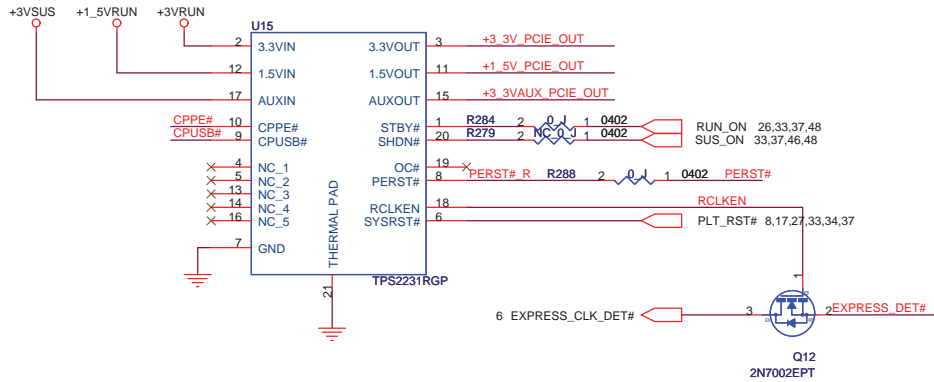 +3VSUS +1_5VRUN +3VRUN
U15
2 3.3VIN 3.3VOUT 3 +3_3V_PCIE_OUT
12 1.5VIN 1.5VOUT 11 +1_5V_PCIE_OUT
17 AUXIN AUXOUT 15 +3_3VAUX_PCIE_OUT
CPPE# 10 CPPE# STBY# 1 R284 2 0_J 1 0402 RUN_ON 26,33,37,48
CPUSB# 9 CPUSB# SHDN# 20 R279 2 NC_0_J 1 0402 SUS_ON 33,37,46,48
4 NC_1 OC# 19
5 NC_2 PERST# 8 PERST#_R R288 2 0_J 1 0402 PERST#
13 NC_3
14 NC_4 RCLKEN 18 RCLKEN
16 NC_5 SYSRST# 6 PLT_RST# 8,17,27,33,34,37
7 GND
THERMAL PAD
21
TPS2231RGP
1
6 EXPRESS_CLK_DET# 3 2 EXPRESS_DET#
Q12
2N7002EPT